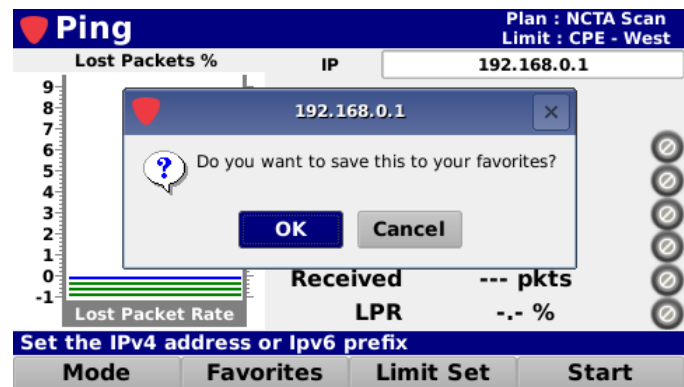 Ping
Plan : NCTA Scan
Limit : CPE - West
Lost Packets %
IP
192.168.0.1
9
8
7
6
5
4
3
2
1
0
-1
192.168.0.1
Do you want to save this to your favorites?
OK
Cancel
Received --- pkts
Lost Packet Rate
LPR -.- %
Set the IPv4 address or Ipv6 prefix
Mode Favorites Limit Set Start